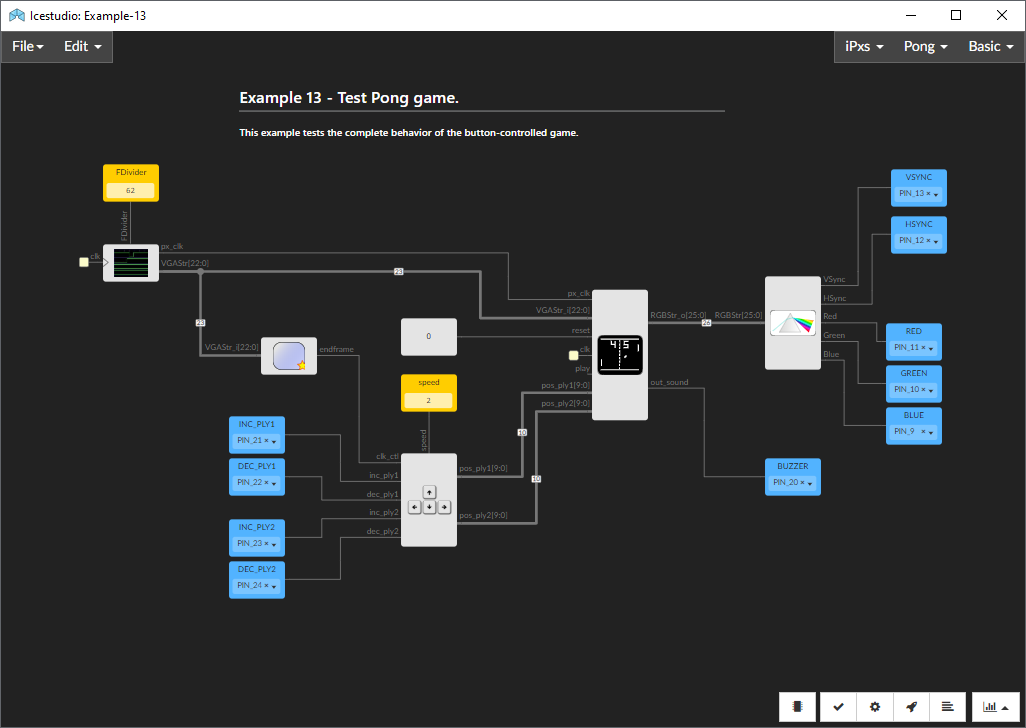 Icestudio: Example-13
File Edit iPxs Pong Basic
Example 13 - Test Pong game.
This example tests the complete behavior of the button-controlled game.
FDivider
62
FDivider
clk
px_clk
VGAStr[22:0]
23
23
VGAStr_i[22:0]
endframe
0
speed
2
speed
INC_PLY1
PIN_21 ×
DEC_PLY1
PIN_22 ×
INC_PLY2
PIN_23 ×
DEC_PLY2
PIN_24 ×
clk_ctl
inc_ply1
dec_ply1
inc_ply2
dec_ply2
pos_ply1[9:0]
pos_ply2[9:0]
10
10
px_clk
VGAStr_i[22:0]
reset
clk
play
pos_ply1[9:0]
pos_ply2[9:0]
4 5
RGBStr_o[25:0]
out_sound
26
RGBStr[25:0]
VSync
HSync
Red
Green
Blue
VSYNC
PIN_13 ×
HSYNC
PIN_12 ×
RED
PIN_11 ×
GREEN
PIN_10 ×
BLUE
PIN_9 ×
BUZZER
PIN_20 ×